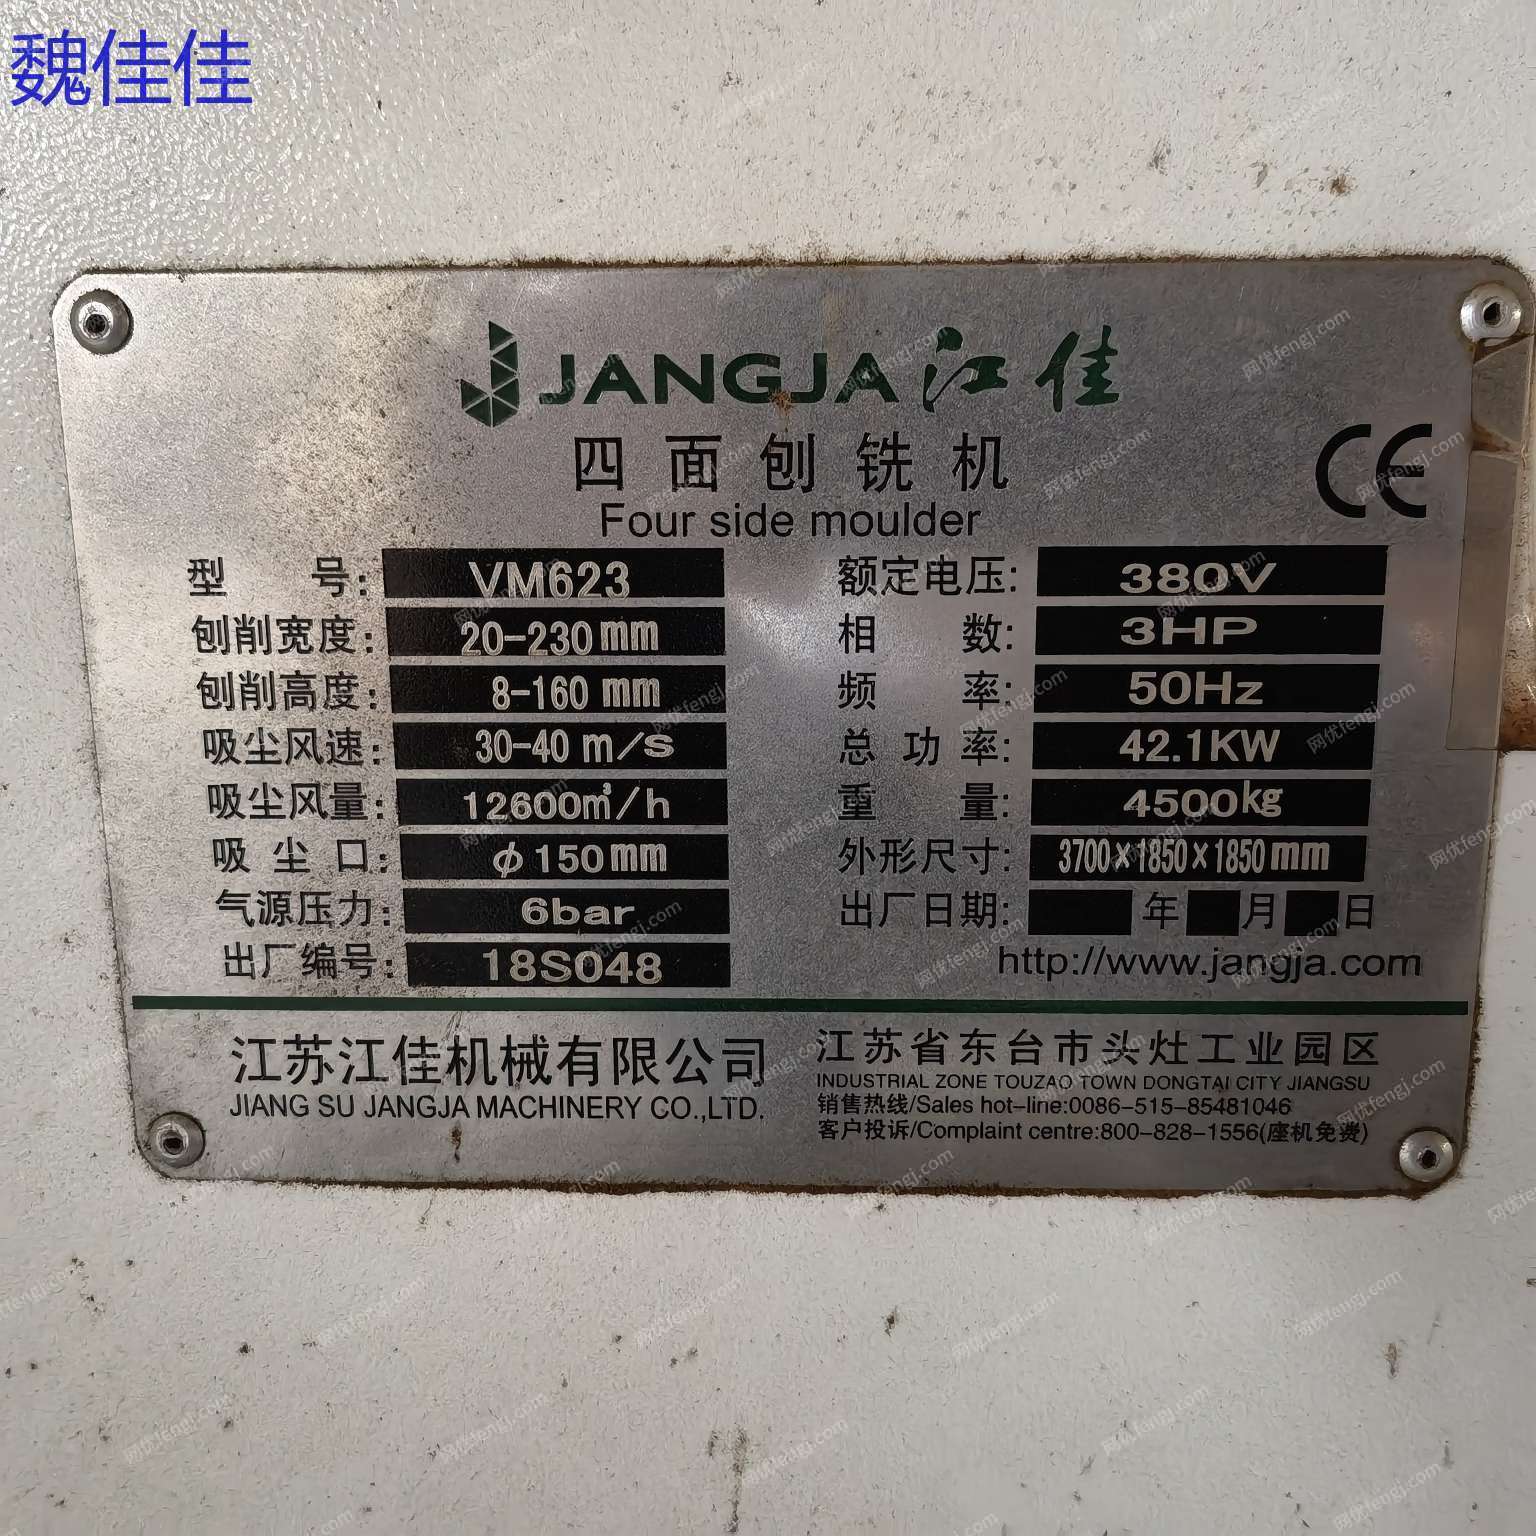 魏佳佳
JANGJA 江佳
四面刨铣机
CE
Four side moulder
型 号: VM623 额定电压: 380V
刨削宽度: 20-230mm 相 数: 3HP
刨削高度: 8-160 mm 频 率: 50Hz
吸尘风速: 30-40 m/s 总 功 率: 42.1KW
吸尘风量: 12600㎥/h 重 量: 4500kg
吸 尘 口: φ150mm 外形尺寸: 3700×1850×1850mm
气源压力: 6bar 出厂日期: 年 月 日
出厂编号: 18S048 http://www.jangja.com
江苏江佳机械有限公司 江苏省东台市头灶工业园区
JIANG SU JANGJA MACHINERY CO.,LTD. INDUSTRIAL ZONE TOUZAO TOWN DONGTAI CITY JIANGSU
销售热线/Sales hot-line:0086-515-85481046
客户投诉/Complaint centre:800-828-1556(座机免费)
网优fengj.com